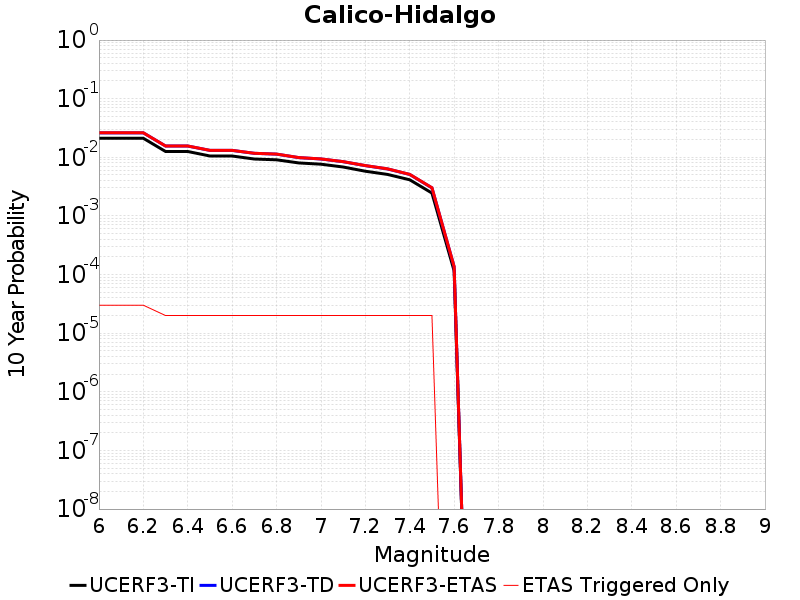 Calico-Hidalgo
10 Year Probability
10^0
10^-1
10^-2
10^-3
10^-4
10^-5
10^-6
10^-7
10^-8
6 6.2 6.4 6.6 6.8 7 7.2 7.4 7.6 7.8 8 8.2 8.4 8.6 8.8 9
Magnitude
UCERF3-TI UCERF3-TD UCERF3-ETAS ETAS Triggered Only